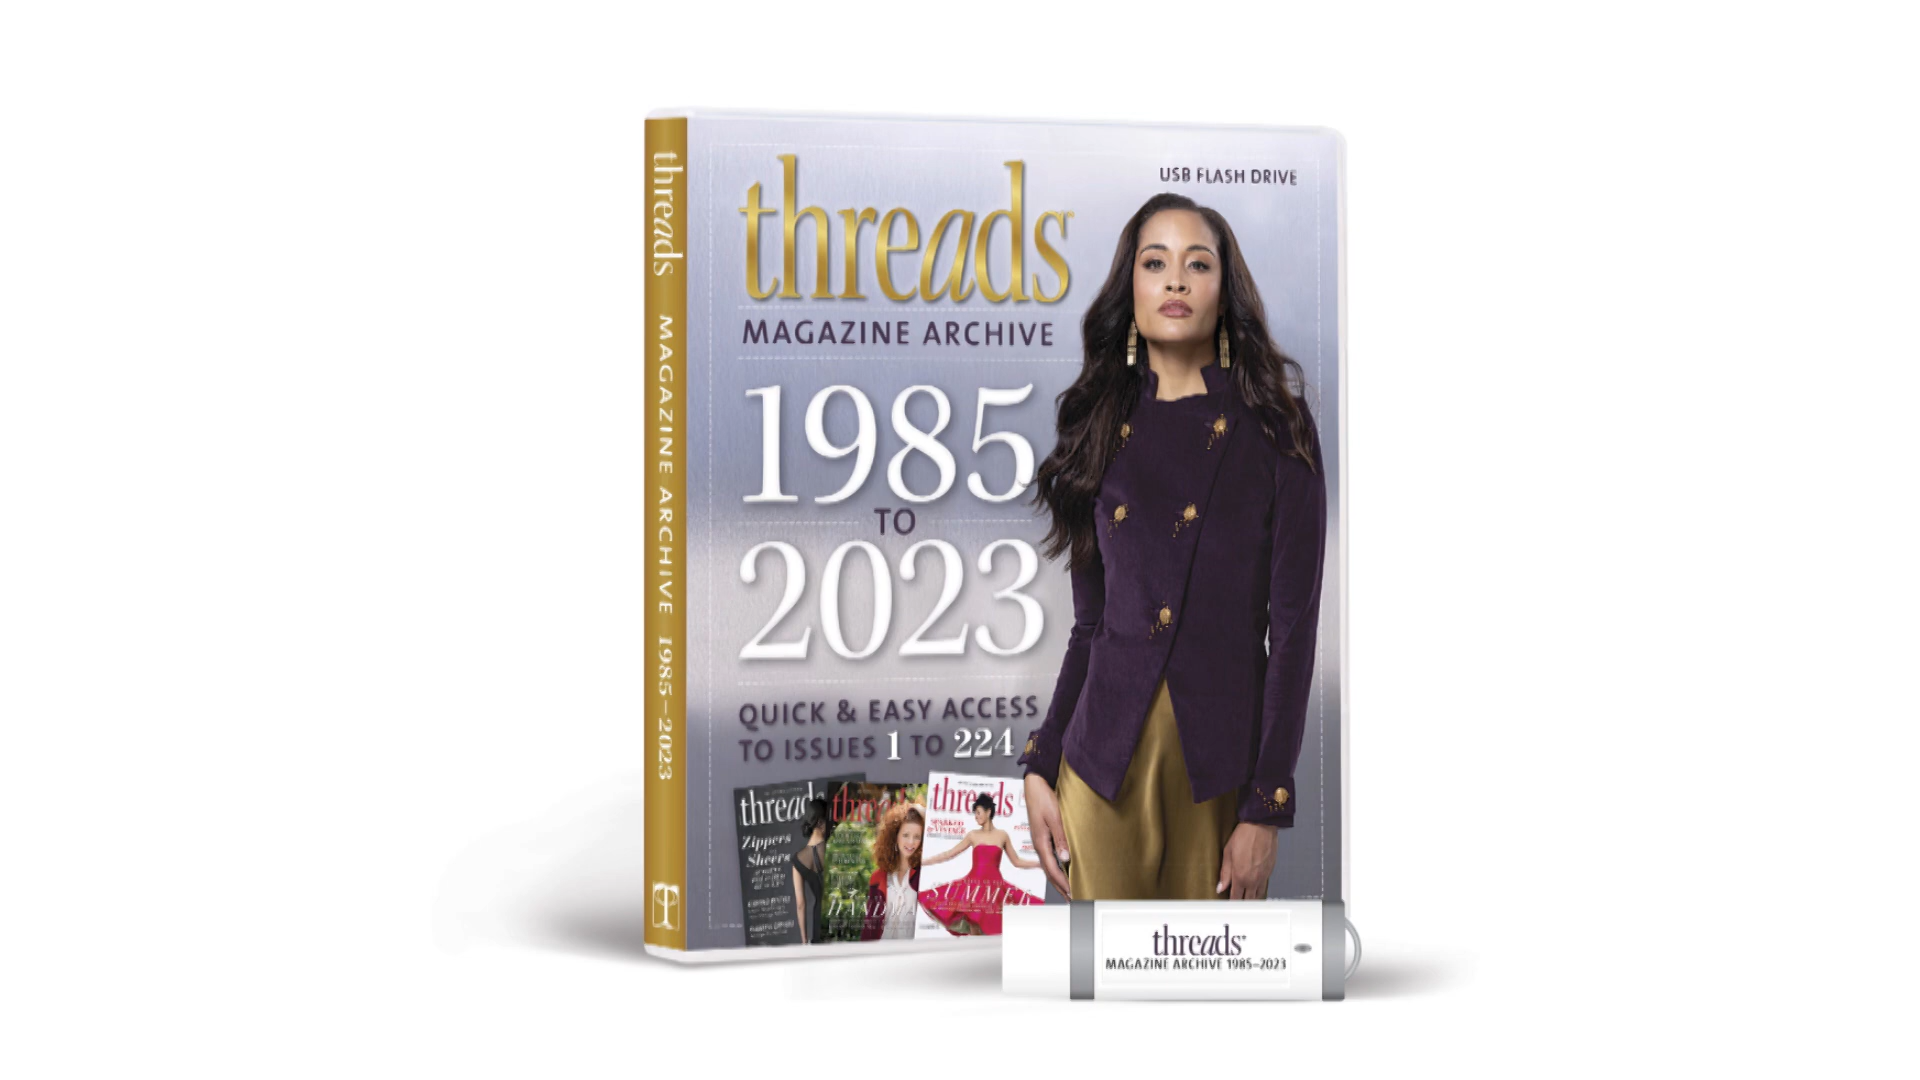 threads MAGAZINE ARCHIVE 1985–2023
threads
USB FLASH DRIVE
MAGAZINE ARCHIVE
1985
TO
2023
QUICK & EASY ACCESS
TO ISSUES 1 TO 224
threads
Zippers
Sheers
thre
threads
SUMMER
threads
MAGAZINE ARCHIVE 1985–2023